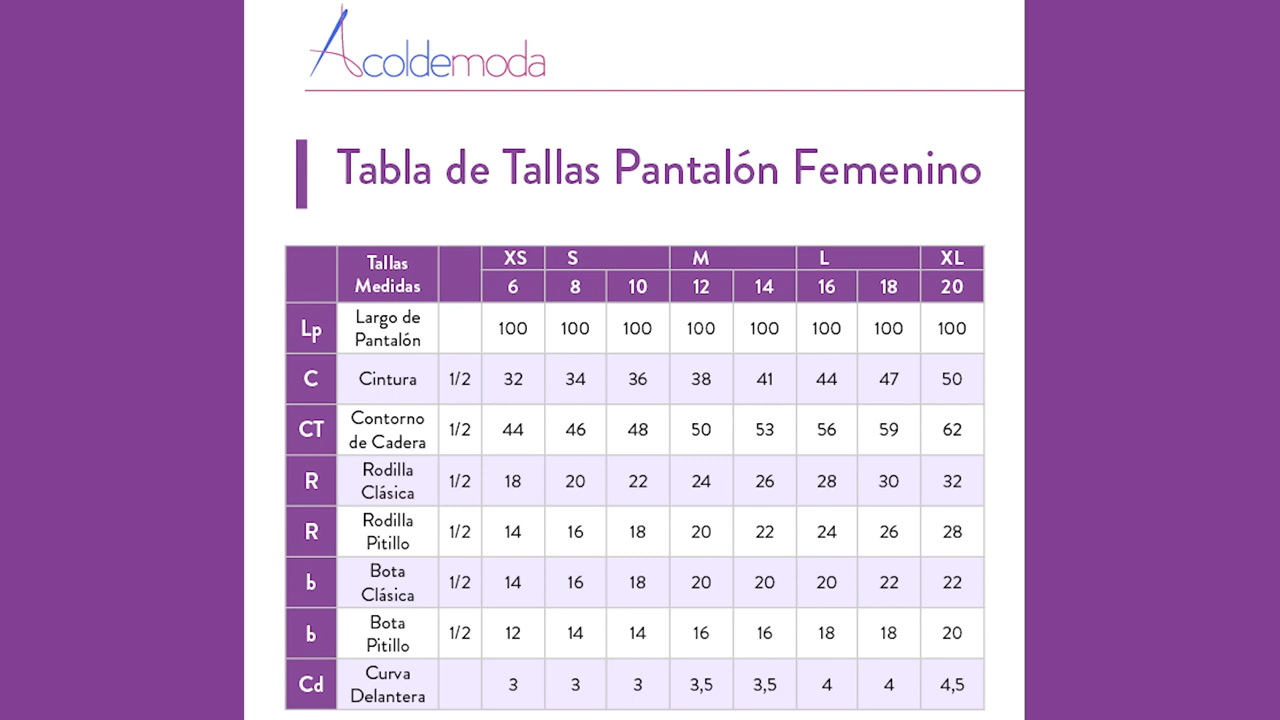 Acoldemoda
Tabla de Tallas Pantalón Femenino
Tallas Medidas XS S M L XL
6 8 10 12 14 16 18 20
Lp Largo de Pantalón 100 100 100 100 100 100 100 100
C Cintura 1/2 32 34 36 38 41 44 47 50
CT Contorno de Cadera 1/2 44 46 48 50 53 56 59 62
R Rodilla Clásica 1/2 18 20 22 24 26 28 30 32
R Rodilla Pitillo 1/2 14 16 18 20 22 24 26 28
b Bota Clásica 1/2 14 16 18 20 20 20 22 22
b Bota Pitillo 1/2 12 14 14 16 16 18 18 20
Cd Curva Delantera 3 3 3 3,5 3,5 4 4 4,5